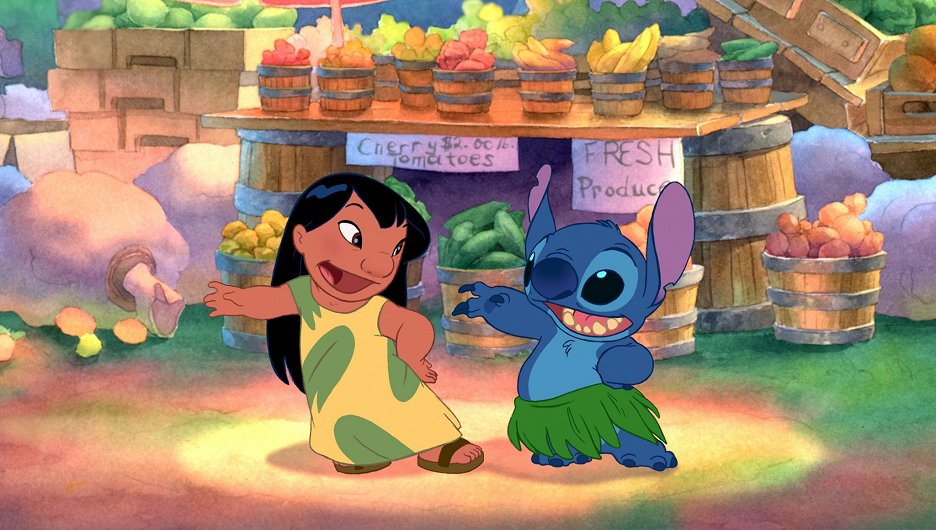 Cherry $2.00 lb.
Tomatoes
FRESH
Produce